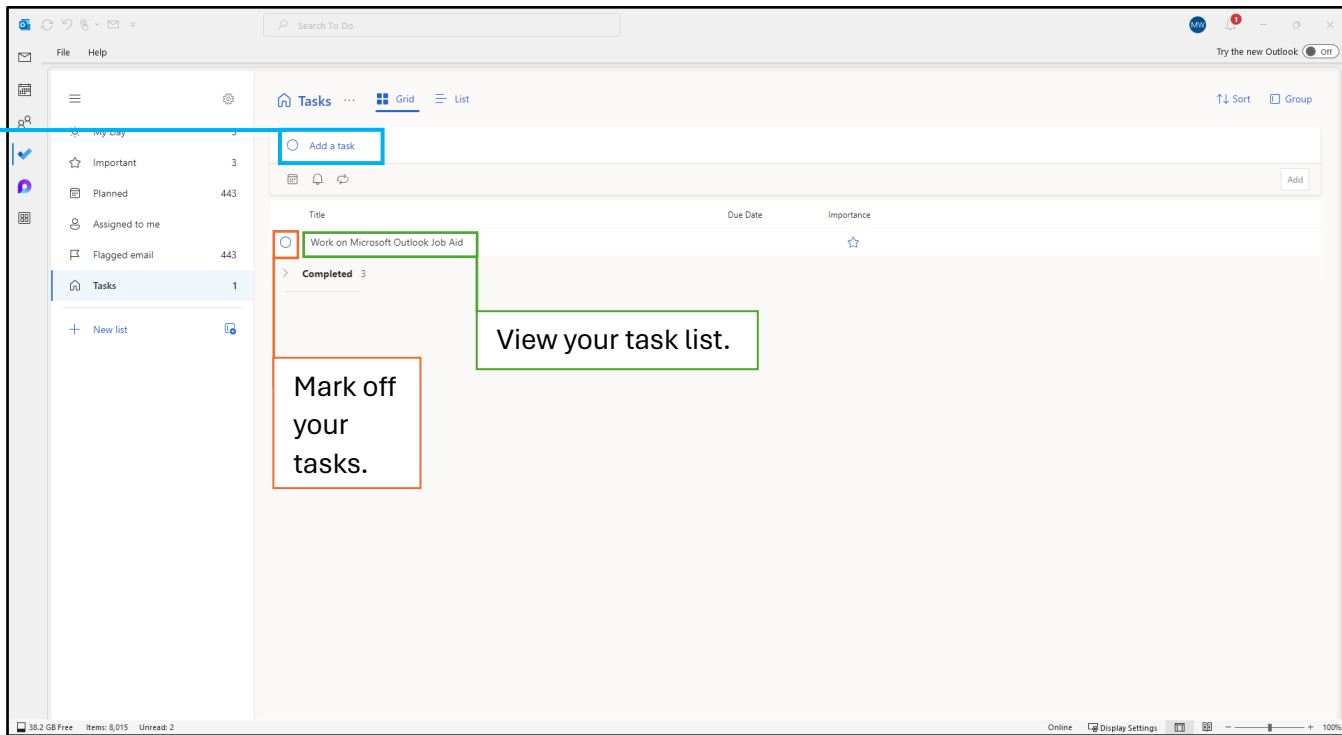 Search To Do
MW
1
File Help
Try the new Outlook Off
Tasks ... Grid List
Sort Group
My Day
Add a task
Important 3
Planned 443
Add
Assigned to me
Title Due Date Importance
Work on Microsoft Outlook Job Aid
Flagged email 443
Completed 3
Tasks 1
New list
View your task list.
Mark off
your
tasks.
38.2 GB Free Items: 8,015 Unread: 2
Online Display Settings 100%